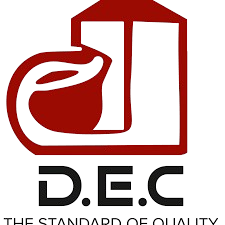 D.E.C
THE STANDARD OF QUALITY